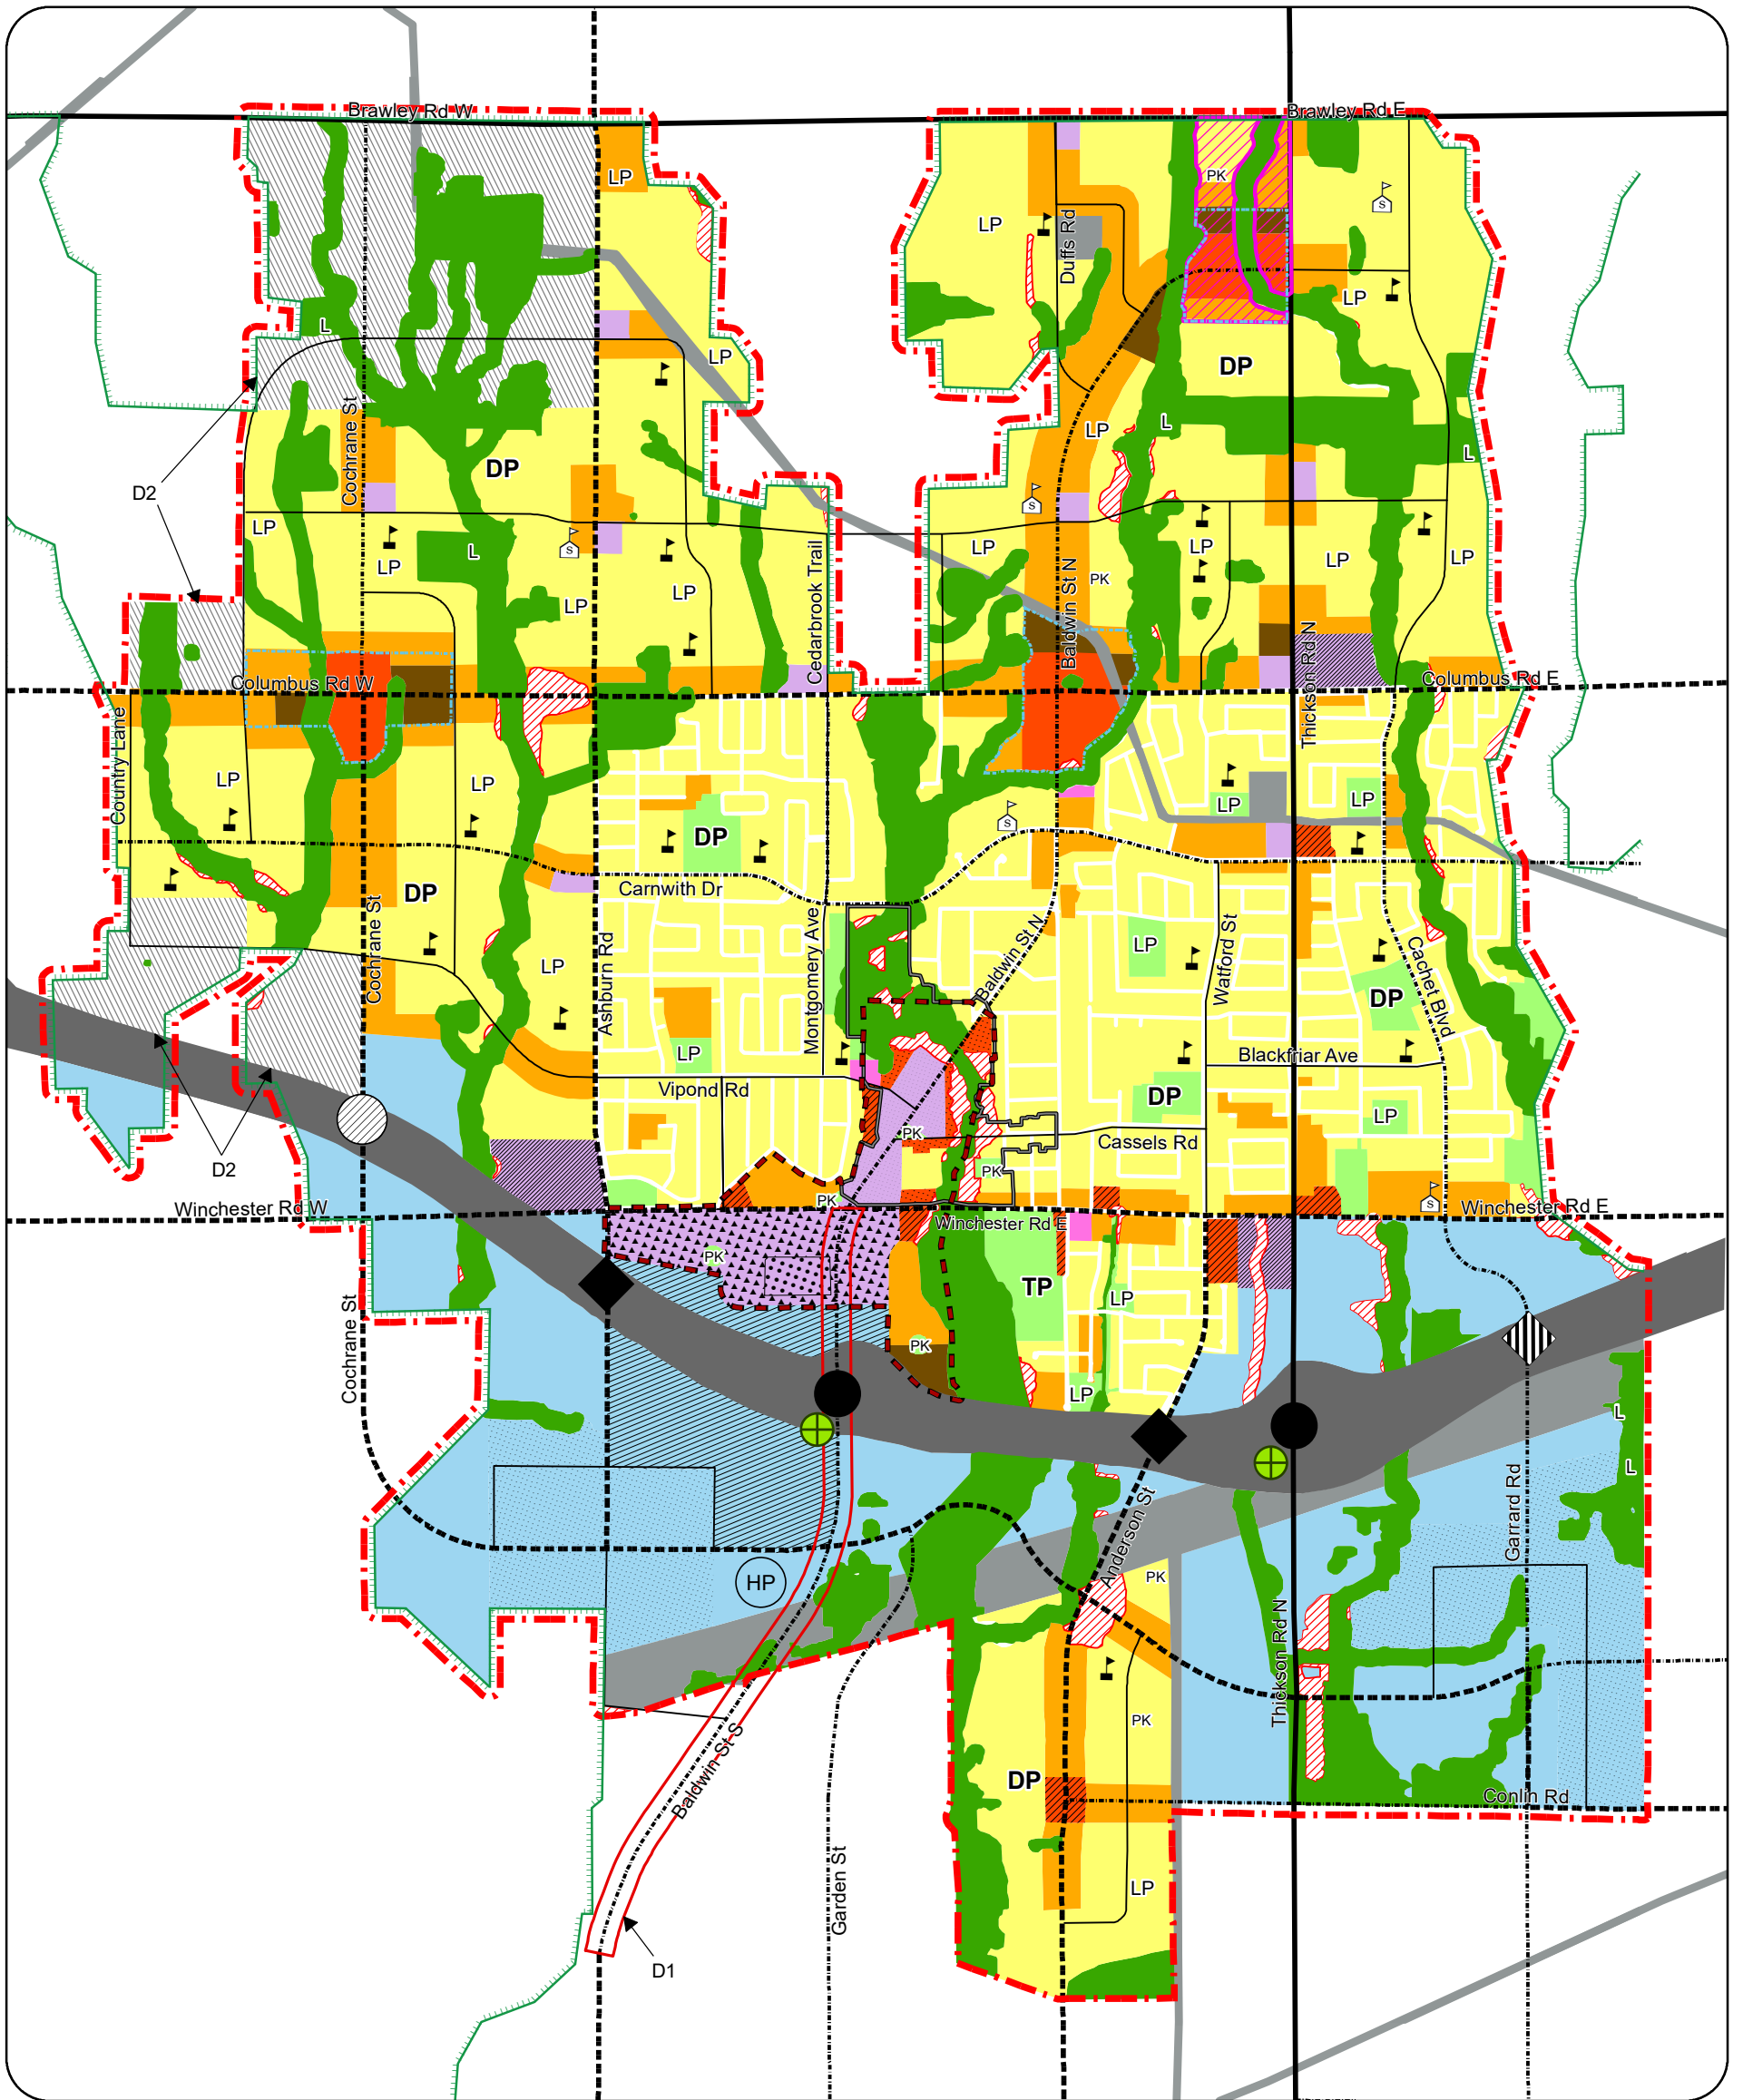 Brawley Rd W
Brawley Rd E
LP
PK
S
LP
Duffs Rd
LP
L
LP
DP
Cochrane St
LP
L
DP
L
D2
S
LP
Cedarbrook Trail
LP
LP
LP
LP
L
LP
Baldwin St N
PK
LP
LP
S
Thickson Rd N
Columbus Rd W
Columbus Rd E
Country Lane
LP
LP
LP
LP
S
DP
DP
Carnwith Dr
Cochrane St
Ashburn Rd
Montgomery Ave
Baldwin St N
LP
Watford St
Cachet Blvd
DP
LP
LP
Blackfriar Ave
Vipond Rd
DP
LP
PK
Cassels Rd
D2
PK
PK
S
Winchester Rd W
Winchester Rd E
Winchester Rd E
PK
TP
LP
Cochrane St
PK
LP
L
L
Garrard Rd
Anderson St
HP
PK
Thickson Rd N
PK
Baldwin St S
DP
Conlin Rd
Garden St
LP
D1